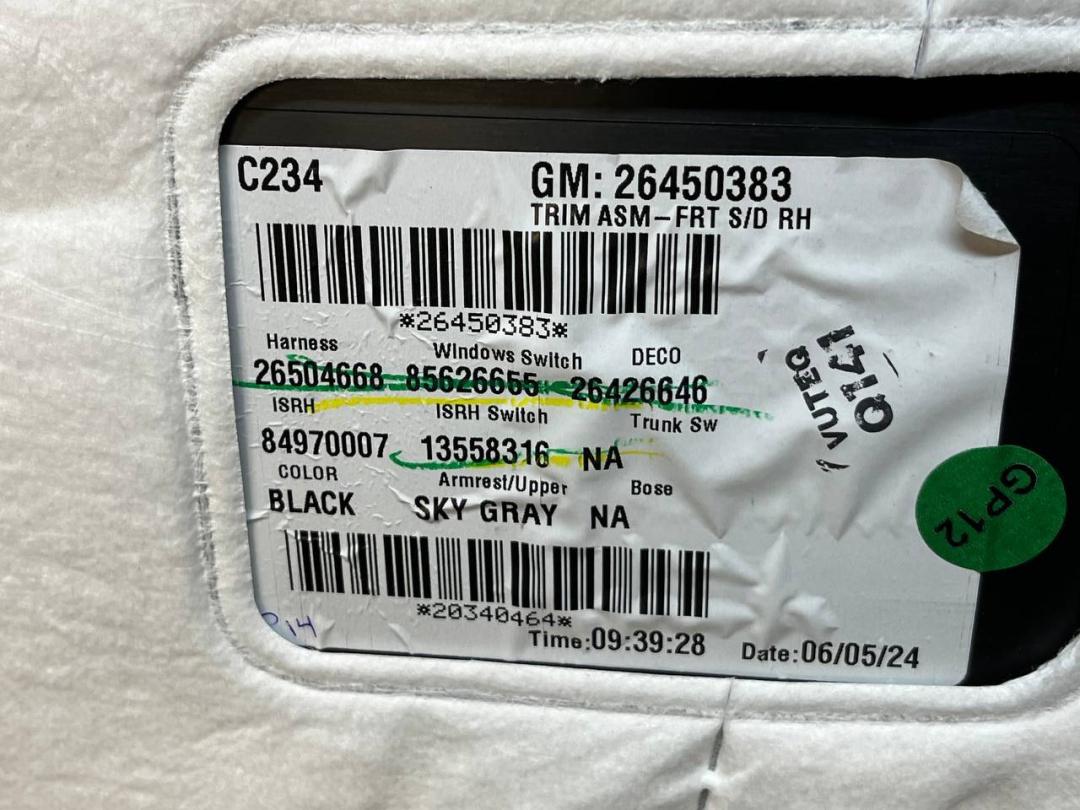 C234
GM: 26450383
TRIM ASM-FRT S/D RH
*26450383*
Harness Windows Switch DECO
26504668 85626655 26426646
ISRH ISRH Switch Trunk Sw
84970007 13558316 NA
COLOR Armrest/Upper Bose
BLACK SKY GRAY NA
*20340464*
Time:09:39:28 Date:06/05/24
VUTEQ
Q141
GP12